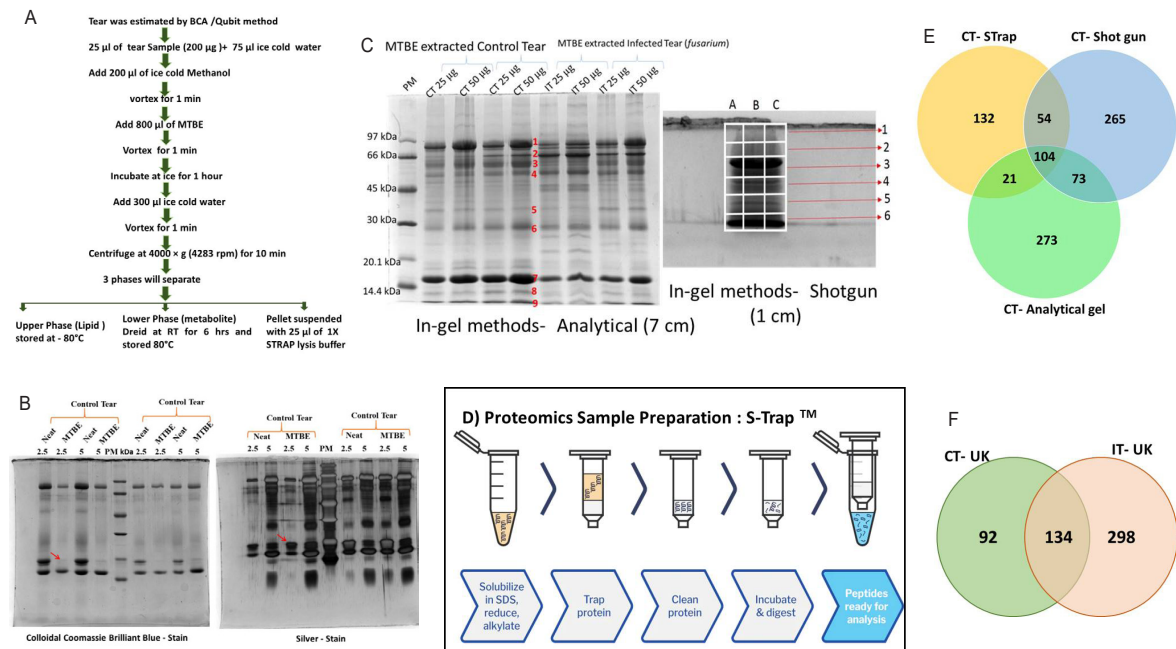 A
Tear was estimated by BCA /Qubit method
25 µl of tear Sample (200 µg )+ 75 µl ice cold water
Add 200 µl of ice cold Methanol
vortex for 1 min
Add 800 µl of MTBE
Vortex for 1 min
Incubate at ice for 1 hour
Add 300 µl ice cold water
Vortex for 1 min
Centrifuge at 4000 × g (4283 rpm) for 10 min
3 phases will separate
Upper Phase (Lipid )
stored at - 80°C
Lower Phase (metabolite)
Dreid at RT for 6 hrs and
stored 80°C
Pellet suspended
with 25 µl of 1X
STRAP lysis buffer
B
Control Tear
Control Tear
Neat
MTBE
Neat
MTBE
Neat
MTBE
Neat
MTBE
2.5 2.5 5 5 PM kDa 2.5 2.5 5 5
Colloidal Coomassie Brilliant Blue - Stain
Control Tear
Control Tear
Neat MTBE
Neat MTBE
2.5 5 2.5 5 PM 2.5 5 2.5 5
Silver - Stain
C
MTBE extracted Control Tear
MTBE extracted Infected Tear (fusarium)
PM
CT 25 µg
CT 50 µg
CT 25 µg
CT 50 µg
IT 25 µg
IT 50 µg
IT 25 µg
IT 50 µg
97 kDa
66 kDa
45 kDa
30 kDa
20.1 kDa
14.4 kDa
1
2
3
4
5
6
7
8
9
In-gel methods- Analytical (7 cm)
A B C
1
2
3
4
5
6
In-gel methods- Shotgun
(1 cm)
D) Proteomics Sample Preparation : S-Trap ™
Solubilize
in SDS,
reduce,
alkylate
Trap
protein
Clean
protein
Incubate
& digest
Peptides
ready for
analysis
E
CT- STrap
CT- Shot gun
132
54
265
104
21
73
273
CT- Analytical gel
F
CT- UK
IT- UK
92
134
298